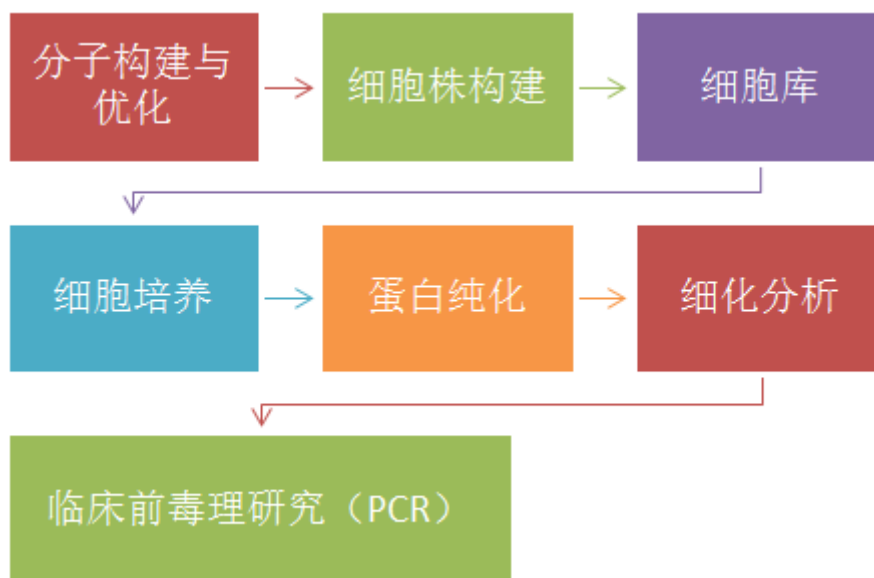 分子构建与
优化
细胞株构建
细胞库
细胞培养
蛋白纯化
细化分析
临床前毒理研究（PCR）